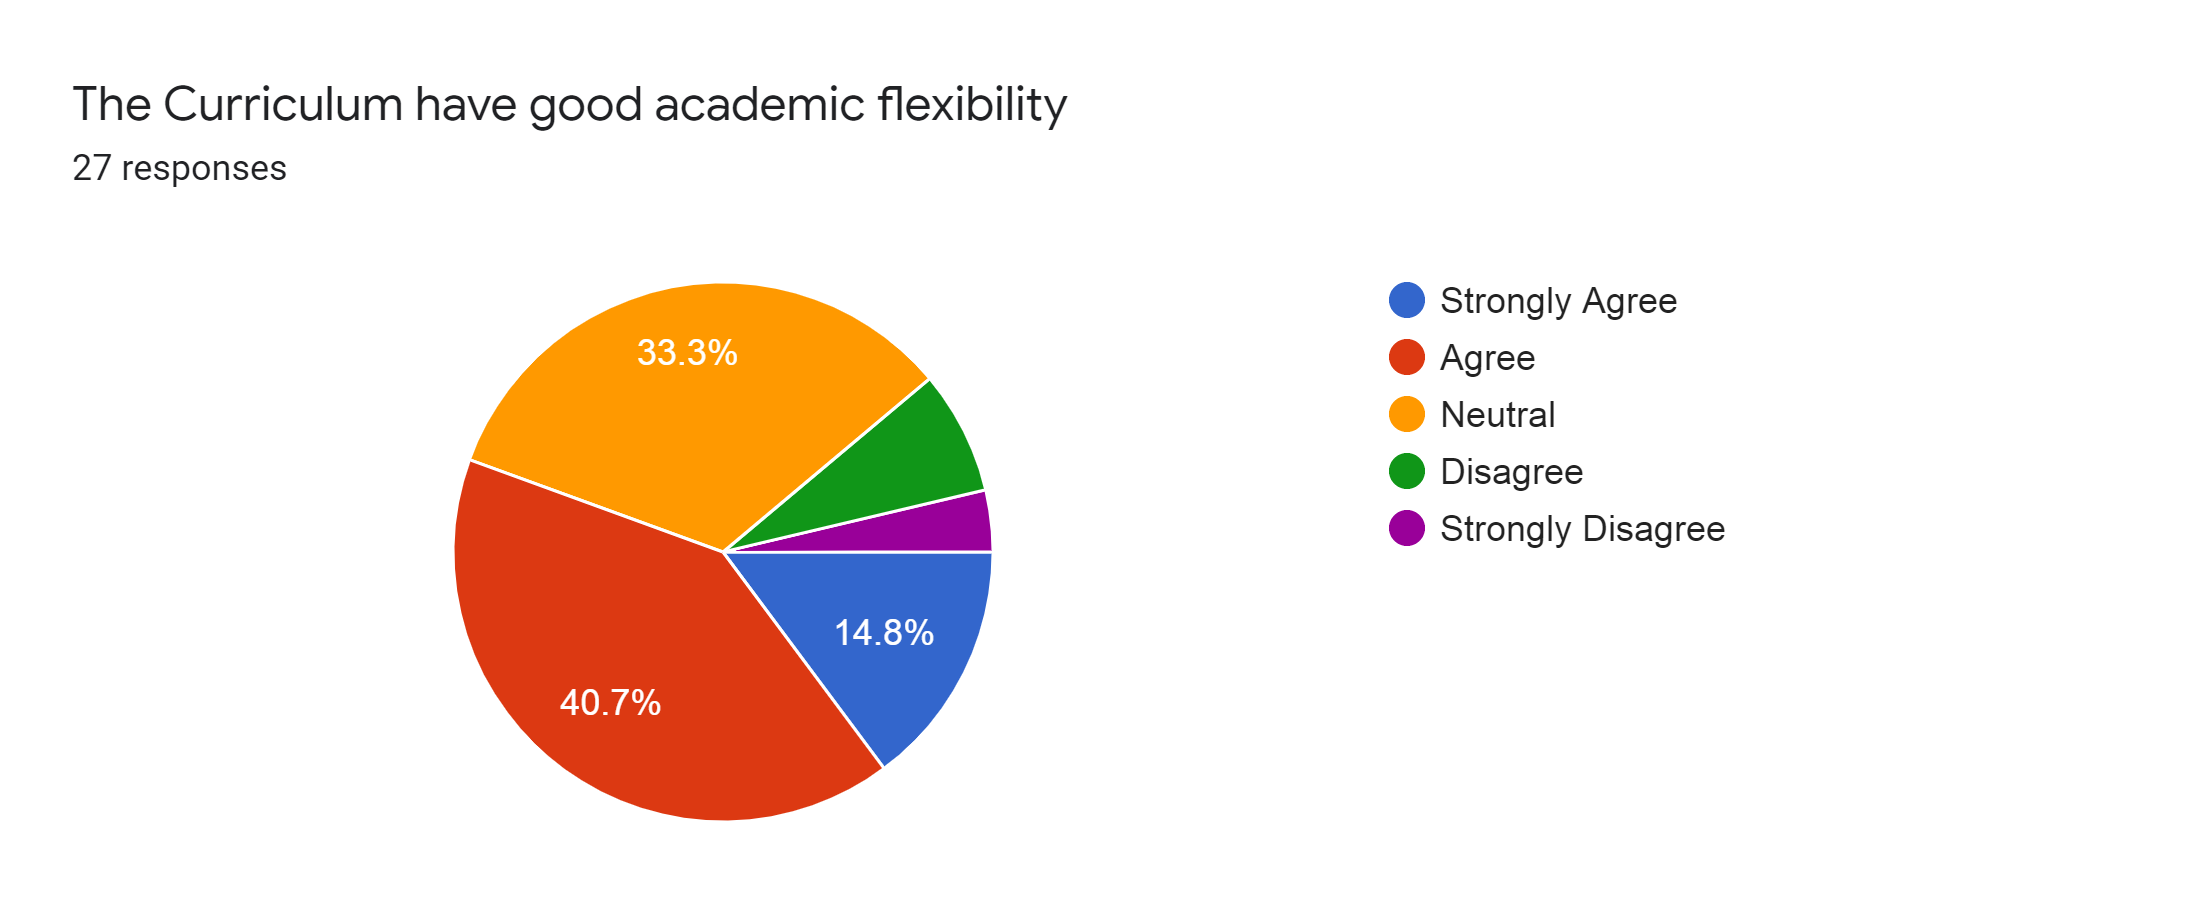 The Curriculum have good academic flexibility
27 responses
33.3%
14.8%
40.7%
Strongly Agree
Agree
Neutral
Disagree
Strongly Disagree